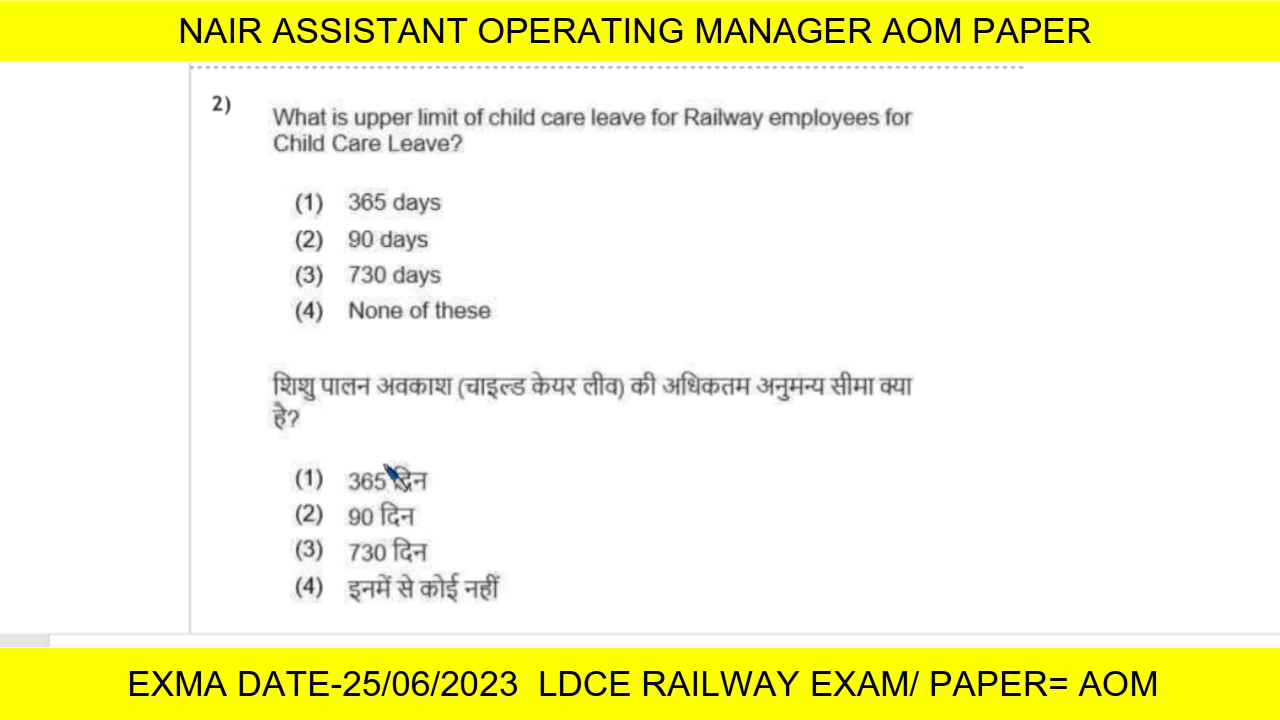 NAIR ASSISTANT OPERATING MANAGER AOM PAPER
2) What is upper limit of child care leave for Railway employees for
Child Care Leave?
(1) 365 days
(2) 90 days
(3) 730 days
(4) None of these
शिशु पालन अवकाश (चाइल्ड केयर लीव) की अधिकतम अनुमन्य सीमा क्या
है?
(1) 365 दिन
(2) 90 दिन
(3) 730 दिन
(4) इनमें से कोई नहीं
EXMA DATE-25/06/2023 LDCE RAILWAY EXAM/ PAPER= AOM